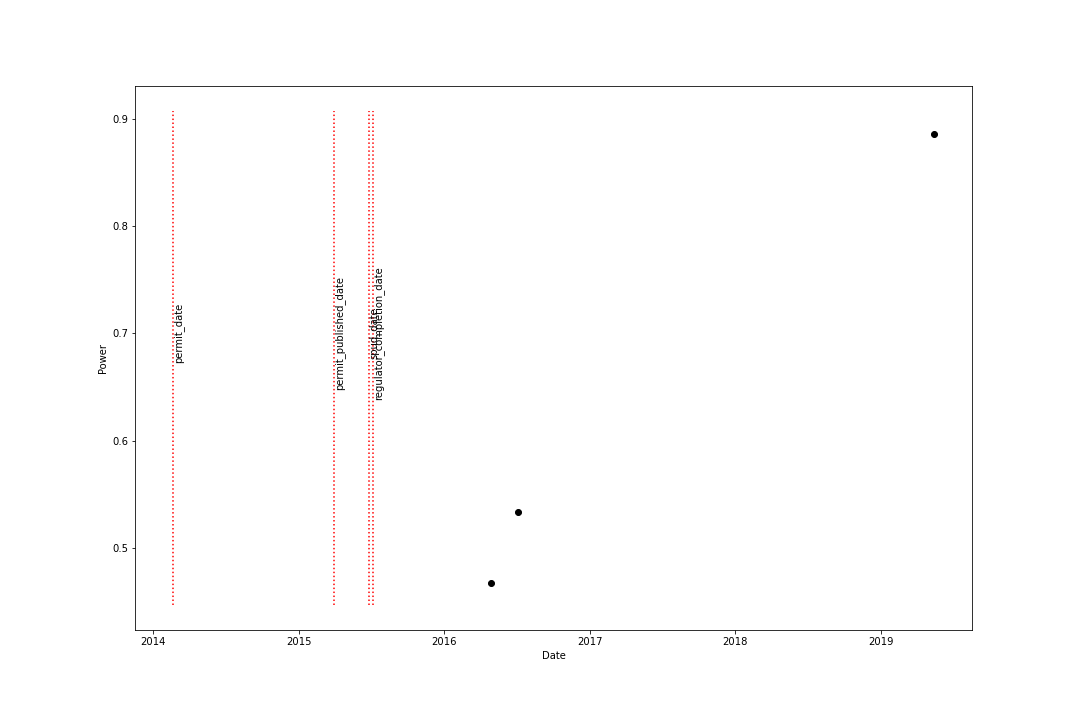 0.9
0.8
0.7
0.6
0.5
Power
permit_date
permit_published_date
spud_date
regulator_completion_date
2014
2015
2016
2017
2018
2019
Date